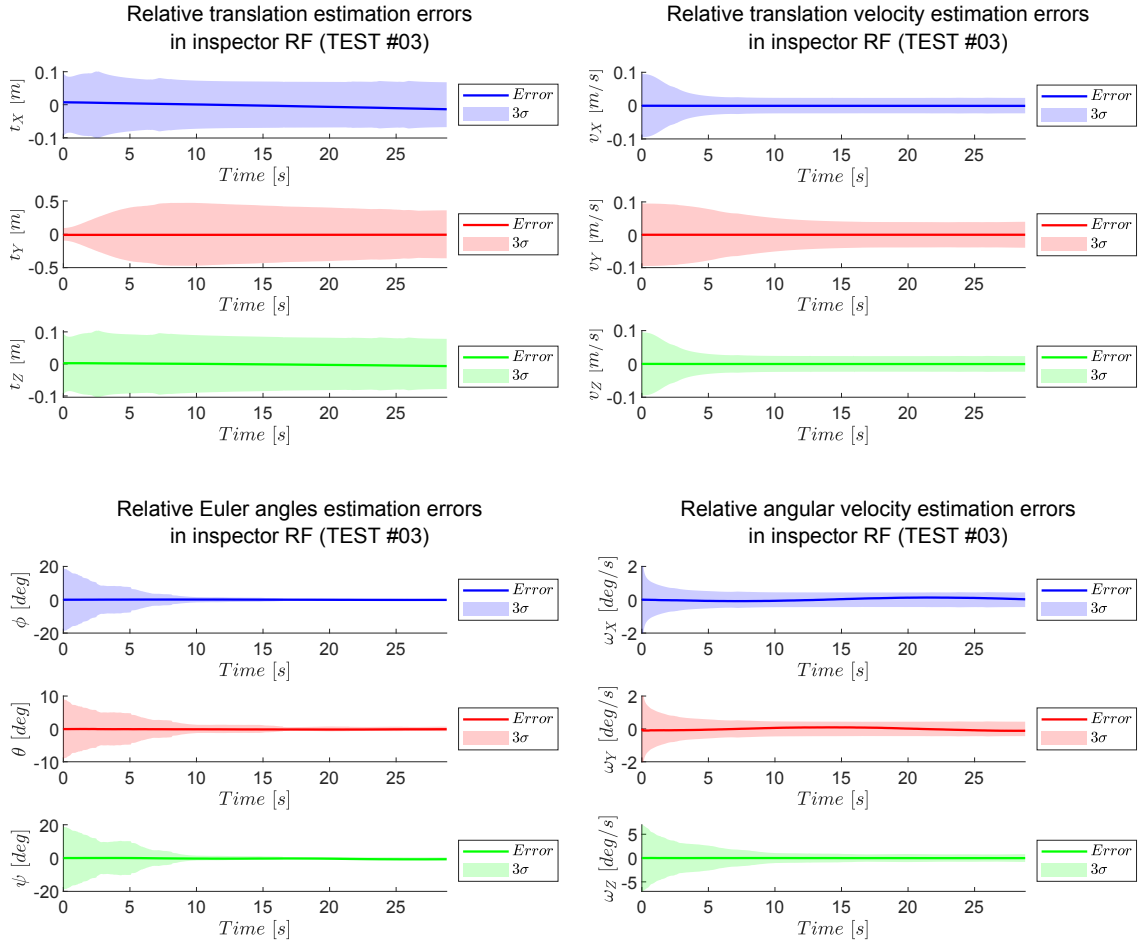 Relative translation estimation errors
in inspector RF (TEST #03)
0.1
0
-0.1
t_X [m]
0 5 10 15 20 25
Time [s]
Error
3σ
0.5
0
-0.5
t_Y [m]
0 5 10 15 20 25
Time [s]
Error
3σ
0.1
0
-0.1
t_Z [m]
0 5 10 15 20 25
Time [s]
Error
3σ
Relative translation velocity estimation errors
in inspector RF (TEST #03)
0.1
0
-0.1
v_X [m/s]
0 5 10 15 20 25
Time [s]
Error
3σ
0.1
0
-0.1
v_Y [m/s]
0 5 10 15 20 25
Time [s]
Error
3σ
0.1
0
-0.1
v_Z [m/s]
0 5 10 15 20 25
Time [s]
Error
3σ
Relative Euler angles estimation errors
in inspector RF (TEST #03)
20
0
-20
ϕ [deg]
0 5 10 15 20 25
Time [s]
Error
3σ
10
0
-10
θ [deg]
0 5 10 15 20 25
Time [s]
Error
3σ
20
0
-20
ψ [deg]
0 5 10 15 20 25
Time [s]
Error
3σ
Relative angular velocity estimation errors
in inspector RF (TEST #03)
2
0
-2
ω_X [deg/s]
0 5 10 15 20 25
Time [s]
Error
3σ
2
0
-2
ω_Y [deg/s]
0 5 10 15 20 25
Time [s]
Error
3σ
5
0
-5
ω_Z [deg/s]
0 5 10 15 20 25
Time [s]
Error
3σ